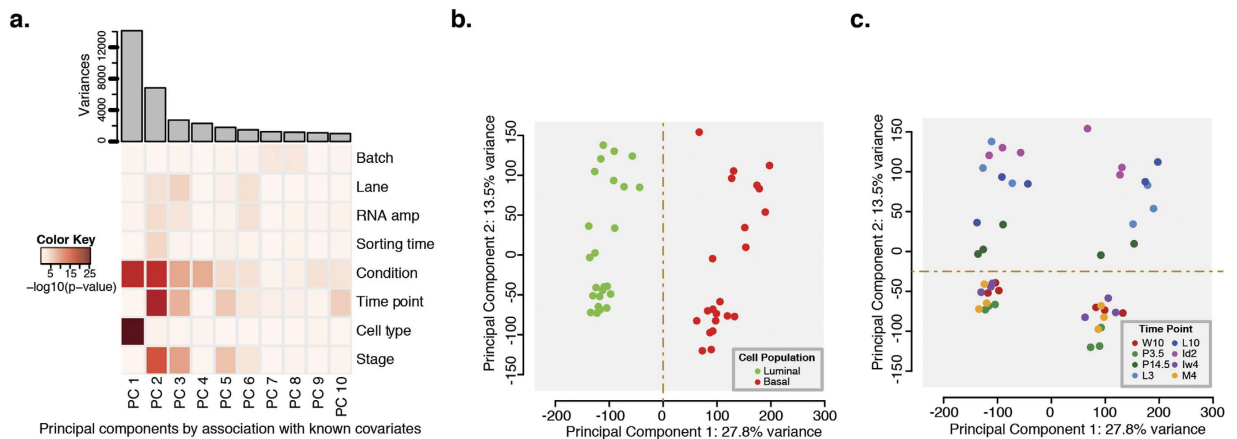 a.
Variances
0 4000 8000 12000
Batch
Lane
RNA amp
Sorting time
Condition
Time point
Cell type
Stage
Color Key
5 15 25
−log10(p−value)
PC 1 PC 2 PC 3 PC 4 PC 5 PC 6 PC 7 PC 8 PC 9 PC 10
Principal components by association with known covariates
b.
Principal Component 2: 13.5% variance
150
100
50
0
-50
-100
-150
Cell Population
Luminal
Basal
-200 -100 0 100 200 300
Principal Component 1: 27.8% variance
c.
Principal Component 2: 13.5% variance
150
100
50
0
-50
-100
-150
Time Point
W10 L10
P3.5 Id2
P14.5 Iw4
L3 M4
-200 -100 0 100 200 300
Principal Component 1: 27.8% variance